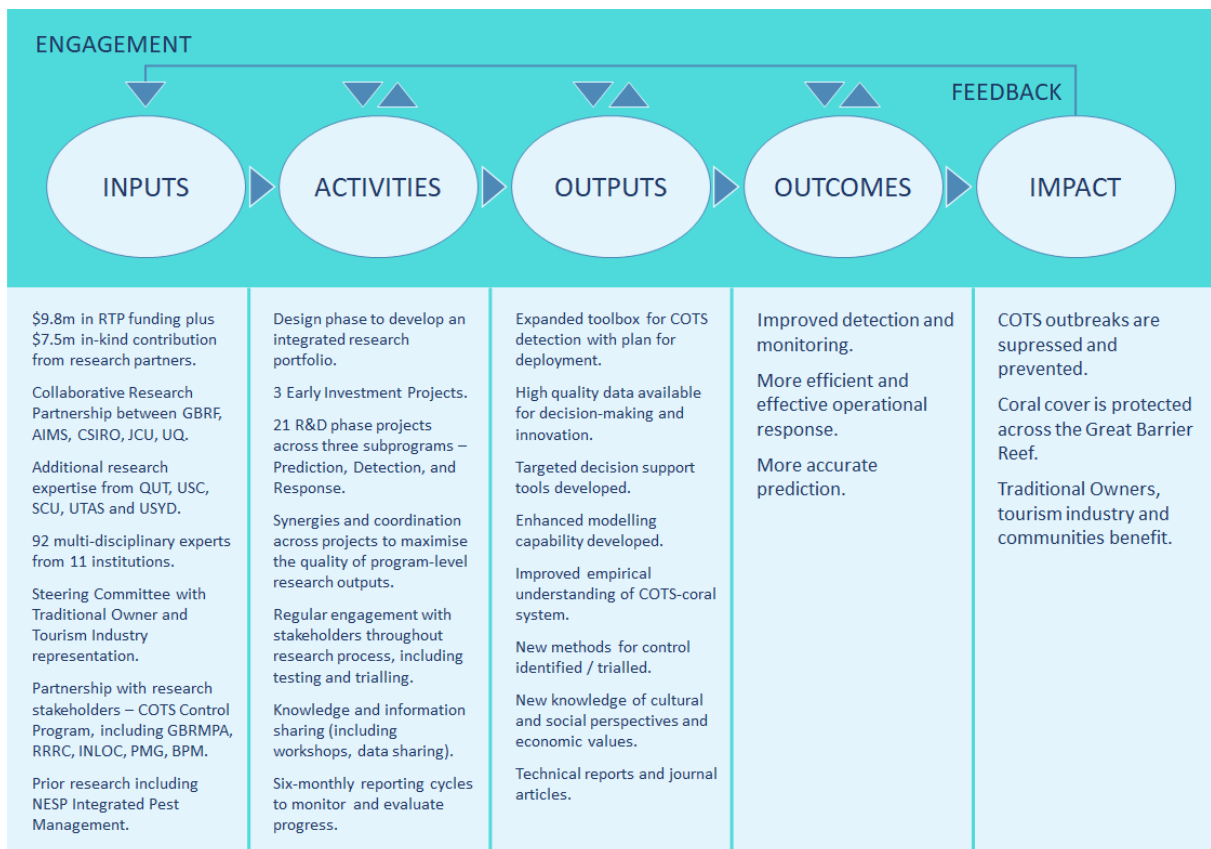 ENGAGEMENT
FEEDBACK
INPUTS
ACTIVITIES
OUTPUTS
OUTCOMES
IMPACT
$9.8m in RTP funding plus
$7.5m in-kind contribution
from research partners.
Collaborative Research
Partnership between GBRF,
AIMS, CSIRO, JCU, UQ.
Additional research
expertise from QUT, USC,
SCU, UTAS and USYD.
92 multi-disciplinary experts
from 11 institutions.
Steering Committee with
Traditional Owner and
Tourism Industry
representation.
Partnership with research
stakeholders – COTS Control
Program, including GBRMPA,
RRRC, INLOC, PMG, BPM.
Prior research including
NESP Integrated Pest
Management.
Design phase to develop an
integrated research
portfolio.
3 Early Investment Projects.
21 R&D phase projects
across three subprograms –
Prediction, Detection, and
Response.
Synergies and coordination
across projects to maximise
the quality of program-level
research outputs.
Regular engagement with
stakeholders throughout
research process, including
testing and trialling.
Knowledge and information
sharing (including
workshops, data sharing).
Six-monthly reporting cycles
to monitor and evaluate
progress.
Expanded toolbox for COTS
detection with plan for
deployment.
High quality data available
for decision-making and
innovation.
Targeted decision support
tools developed.
Enhanced modelling
capability developed.
Improved empirical
understanding of COTS-coral
system.
New methods for control
identified / trialled.
New knowledge of cultural
and social perspectives and
economic values.
Technical reports and journal
articles.
Improved detection and
monitoring.
More efficient and
effective operational
response.
More accurate
prediction.
COTS outbreaks are
supressed and
prevented.
Coral cover is protected
across the Great Barrier
Reef.
Traditional Owners,
tourism industry and
communities benefit.